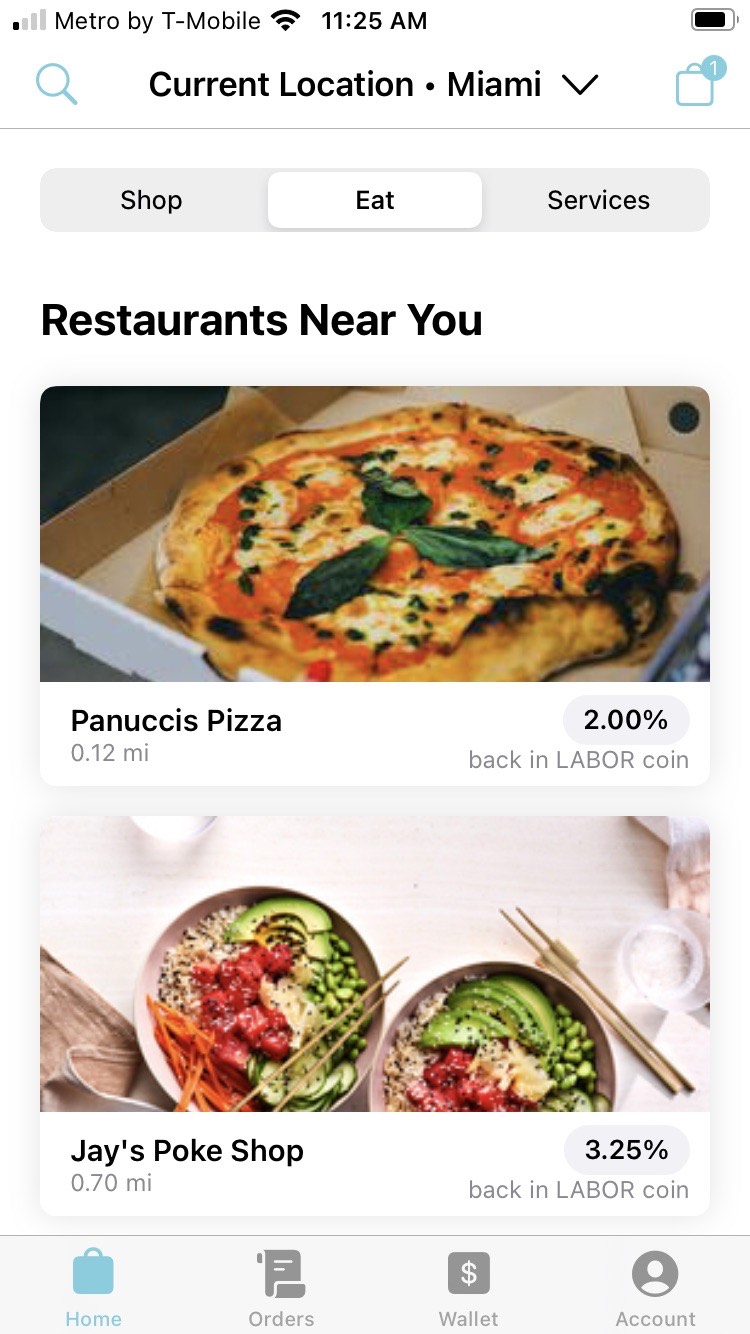 Metro by T-Mobile 11:25 AM
Current Location • Miami
1
Shop Eat Services
Restaurants Near You
Panuccis Pizza 2.00%
0.12 mi back in LABOR coin
Jay's Poke Shop 3.25%
0.70 mi back in LABOR coin
$
Home Orders Wallet Account